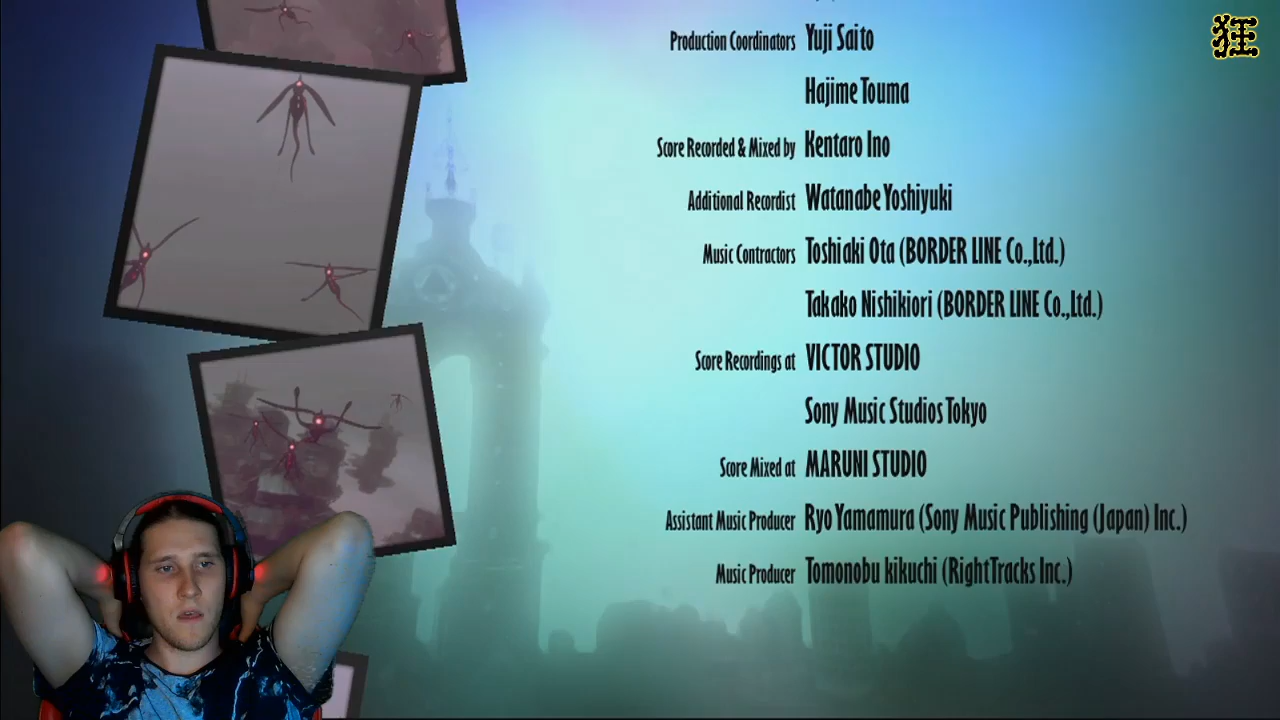 狂
Production Coordinators Yuji Saito
Hajime Touma
Score Recorded & Mixed by Kentaro Ino
Additional Recordist Watanabe Yoshiyuki
Music Contractors Toshiaki Ota (BORDER LINE Co.,Ltd.)
Takako Nishikiori (BORDER LINE Co.,Ltd.)
Score Recordings at VICTOR STUDIO
Sony Music Studios Tokyo
Score Mixed at MARUNI STUDIO
Assistant Music Producer Ryo Yamamura (Sony Music Publishing (Japan) Inc.)
Music Producer Tomonobu kikuchi (RightTracks Inc.)